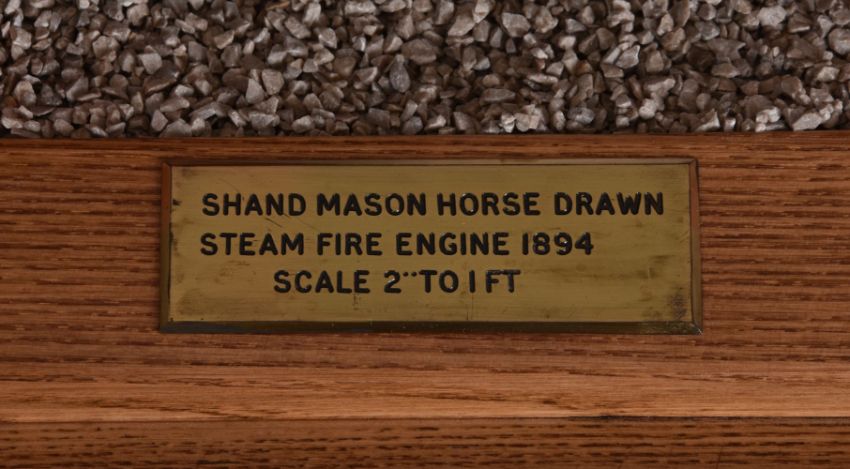 SHAND MASON HORSE DRAWN
STEAM FIRE ENGINE 1894
SCALE 2" TO 1 FT